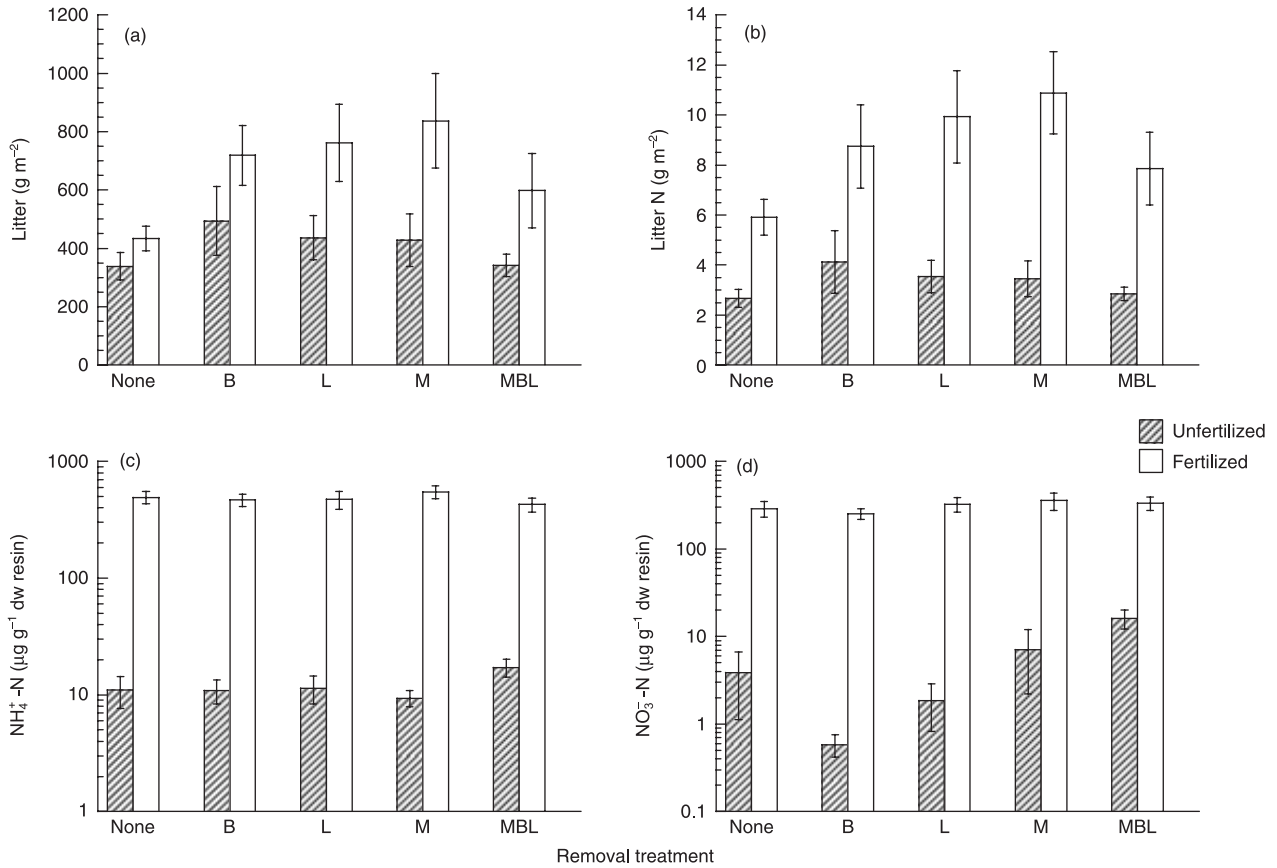 (a)
1200
1000
800
600
400
200
0
Litter (g m⁻²)
None B L M MBL
(b)
14
12
10
8
6
4
2
0
Litter N (g m⁻²)
None B L M MBL
Unfertilized
Fertilized
(c)
1000
100
10
1
NH₄⁺-N (μg g⁻¹ dw resin)
None B L M MBL
(d)
1000
100
10
1
0.1
NO₃⁻-N (μg g⁻¹ dw resin)
None B L M MBL
Removal treatment